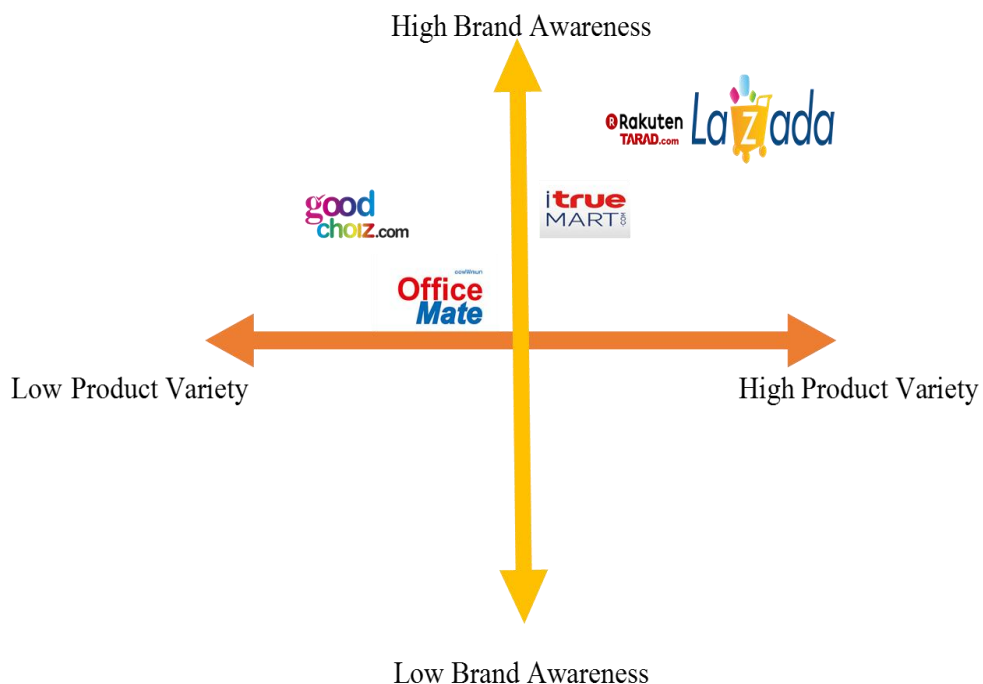 High Brand Awareness
Rakuten
TARAD.com
Lazada
good
choiz.com
itrue
MART.COM
Office
Mate
Low Product Variety
High Product Variety
Low Brand Awareness